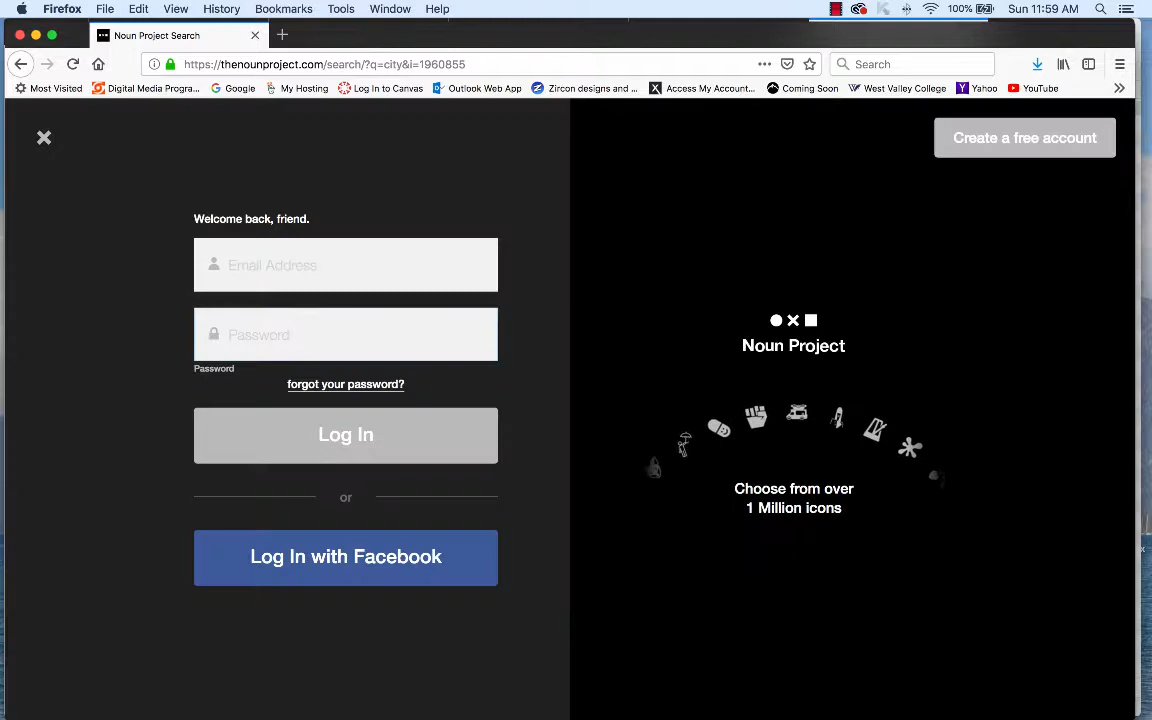 Firefox File Edit View History Bookmarks Tools Window Help 100% Sun 11:59 AM
Noun Project Search
https://thenounproject.com/search/?q=city&i=1960855 Search
Most Visited Digital Media Progra... Google My Hosting Log In to Canvas Outlook Web App Zircon designs and ... Access My Account... Coming Soon West Valley College Yahoo YouTube
Create a free account
Welcome back, friend.
Email Address
Password
Password
forgot your password?
Log In
or
Log In with Facebook
Noun Project
Choose from over
1 Million icons